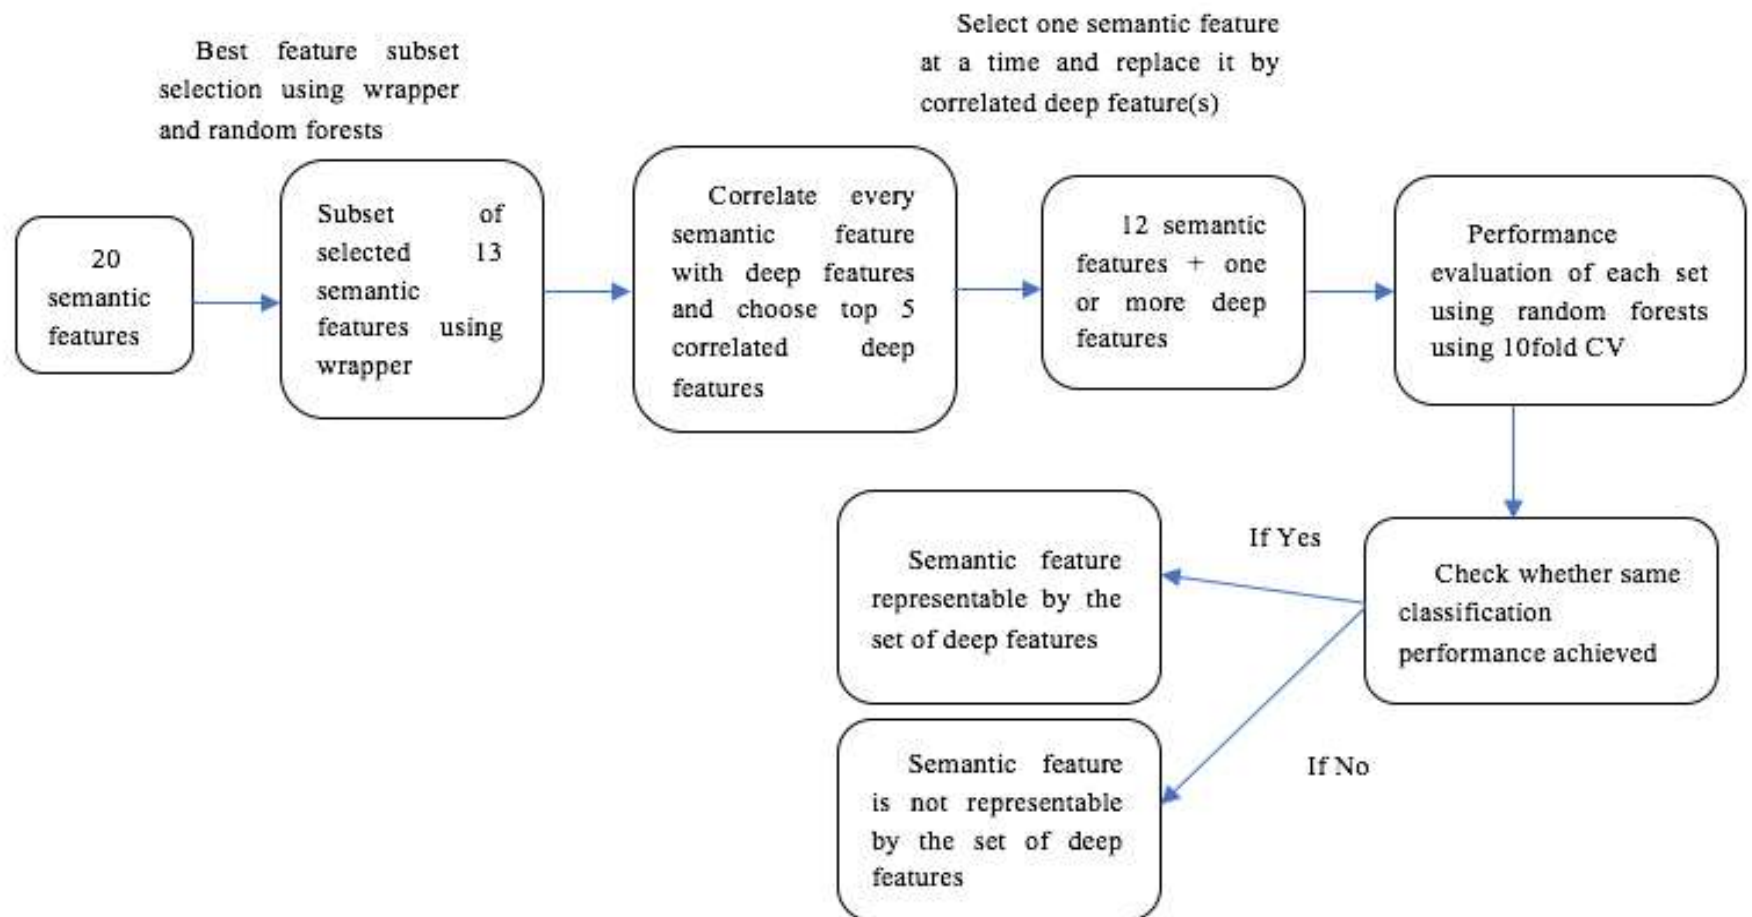 Best feature subset
selection using wrapper
and random forests
Select one semantic feature
at a time and replace it by
correlated deep feature(s)
20
semantic
features
Subset of
selected 13
semantic
features using
wrapper
Correlate every
semantic feature
with deep features
and choose top 5
correlated deep
features
12 semantic
features + one
or more deep
features
Performance
evaluation of each set
using random forests
using 10fold CV
Check whether same
classification
performance achieved
If Yes
Semantic feature
representable by the
set of deep features
If No
Semantic feature
is not representable
by the set of deep
features